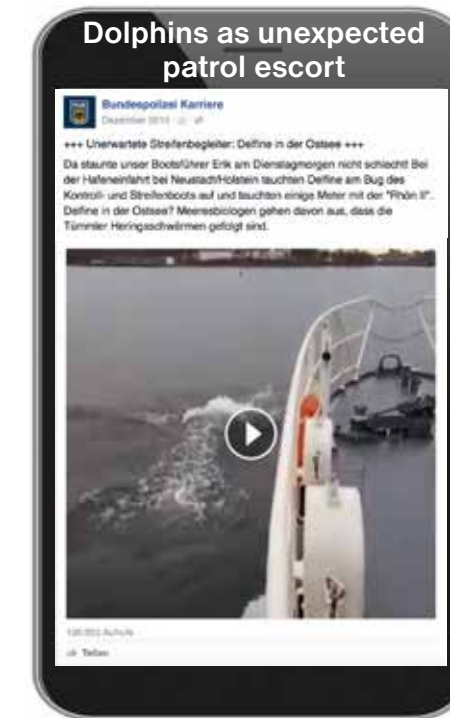 Dolphins as unexpected
patrol escort
Bundespolizei Karriere
Dezember
+++ Unerwartete Streifenbegleiter: Delfine in der Ostsee +++
Da staunte unser Bootsführer Erik am Dienstagmorgen nicht schlecht! Bei
der Hafeneinfahrt bei Neustadt/Holstein tauchten Delfine am Bug des
Kontroll- und Streifenboots auf und tauchten einige Meter mit der "Rhön II".
Delfine in der Ostsee? Meeresbiologen gehen davon aus, dass die
Tümmler Heringsschwärmen gefolgt sind.
Aufrufe
Teilen